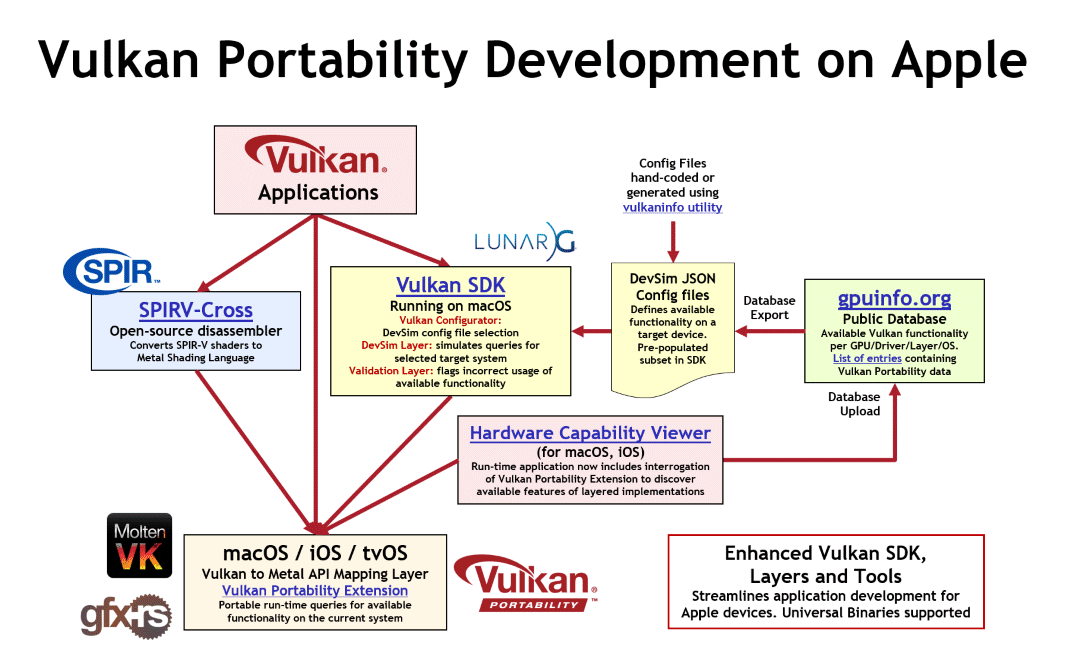 Vulkan Portability Development on Apple
Vulkan®
Applications
Config Files
hand-coded or
generated using
vulkaninfo utility
LUNARG
SPIR™
SPIRV-Cross
Open-source disassembler
Converts SPIR-V shaders to
Metal Shading Language
Vulkan SDK
Running on macOS
Vulkan Configurator:
DevSim config file selection
DevSim Layer: simulates queries for
selected target system
Validation Layer: flags incorrect usage of
available functionality
DevSim JSON
Config files
Defines available
functionality on a
target device.
Pre-populated
subset in SDK
Database
Export
gpuinfo.org
Public Database
Available Vulkan functionality
per GPU/Driver/Layer/OS.
List of entries containing
Vulkan Portability data
Database
Upload
Hardware Capability Viewer
(for macOS, iOS)
Run-time application now includes interrogation
of Vulkan Portability Extension to discover
available features of layered implementations
Molten
VK
gfx-rs
macOS / iOS / tvOS
Vulkan to Metal API Mapping Layer
Vulkan Portability Extension
Portable run-time queries for available
functionality on the current system
Vulkan®
PORTABILITY™
Enhanced Vulkan SDK,
Layers and Tools
Streamlines application development for
Apple devices. Universal Binaries supported